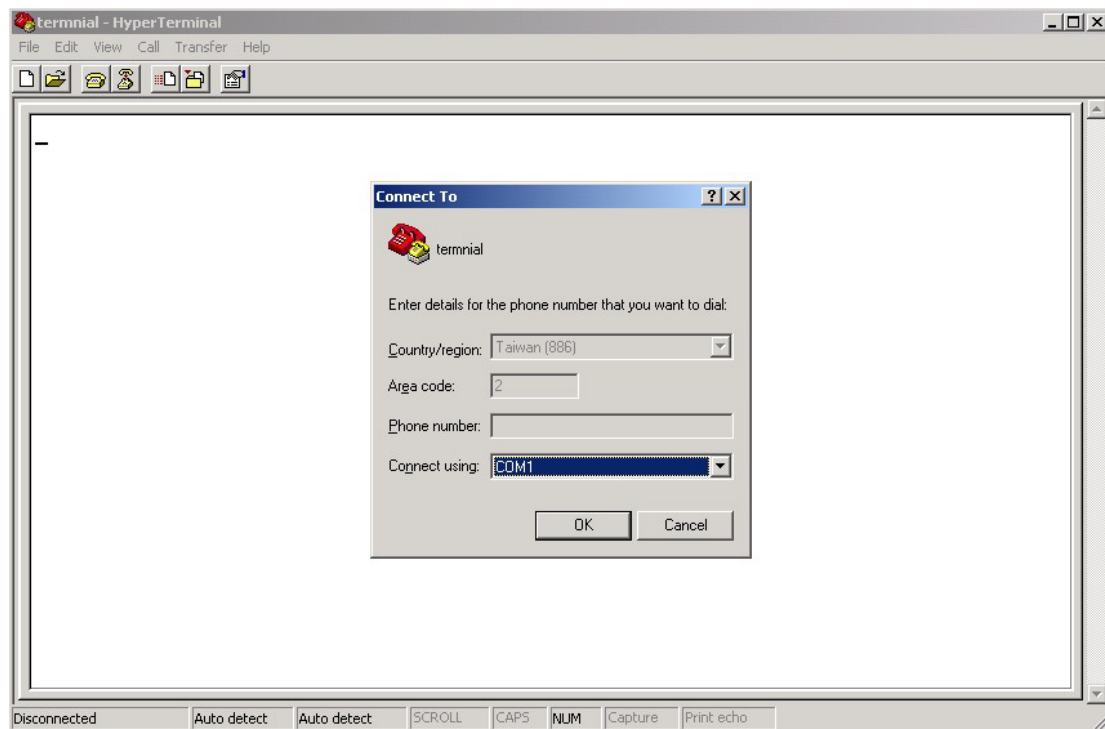 termnial - HyperTerminal
File Edit View Call Transfer Help
Connect To
termnial
Enter details for the phone number that you want to dial:
Country/region: Taiwan (886)
Area code: 2
Phone number:
Connect using: COM1
OK Cancel
Disconnected Auto detect Auto detect SCROLL CAPS NUM Capture Print echo